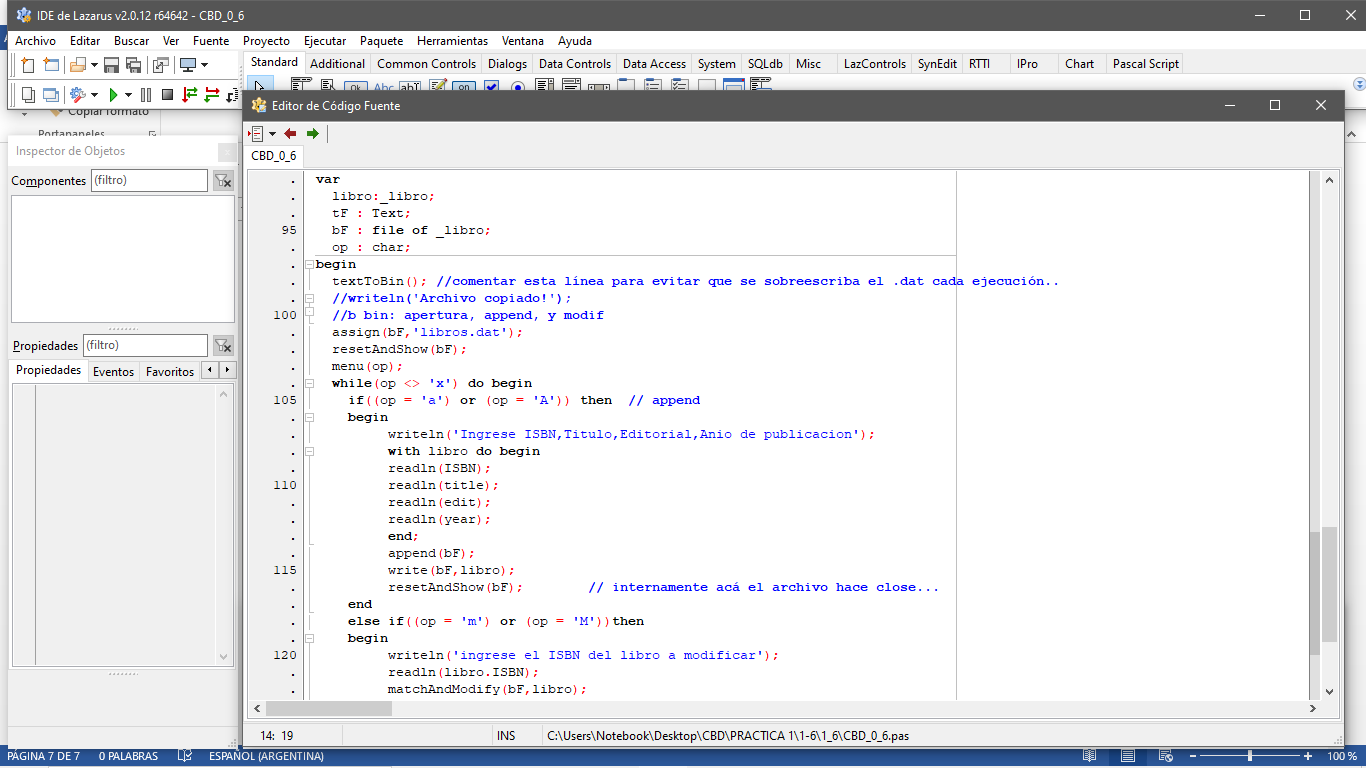 IDE de Lazarus v2.0.12 r64642 - CBD_0_6
Archivo Editar Buscar Ver Fuente Proyecto Ejecutar Paquete Herramientas Ventana Ayuda
Standard Additional Common Controls Dialogs Data Controls Data Access System SQLdb Misc LazControls SynEdit RTTI IPro Chart Pascal Script
Copiar formato
Portapapeles
Editor de Código Fuente
CBD_0_6
Inspector de Objetos
Componentes (filtro)
Propiedades (filtro)
Propiedades Eventos Favoritos
var
libro:_libro;
tF : Text;
95 bF : file of _libro;
op : char;
begin
textToBin(); //comentar esta línea para evitar que se sobreescriba el .dat cada ejecución..
//writeln('Archivo copiado!');
100 //b bin: apertura, append, y modif
assign(bF,'libros.dat');
resetAndShow(bF);
menu(op);
while(op <> 'x') do begin
105 if((op = 'a') or (op = 'A')) then // append
begin
writeln('Ingrese ISBN,Titulo,Editorial,Anio de publicacion');
with libro do begin
readln(ISBN);
110 readln(title);
readln(edit);
readln(year);
end;
append(bF);
115 write(bF,libro);
resetAndShow(bF); // internamente acá el archivo hace close...
end
else if((op = 'm') or (op = 'M'))then
begin
120 writeln('ingrese el ISBN del libro a modificar');
readln(libro.ISBN);
matchAndModify(bF,libro);
14: 19 INS C:\Users\Notebook\Desktop\CBD\PRACTICA 1\1-6\1_6\CBD_0_6.pas
PÁGINA 7 DE 7 0 PALABRAS ESPAÑOL (ARGENTINA) 100 %